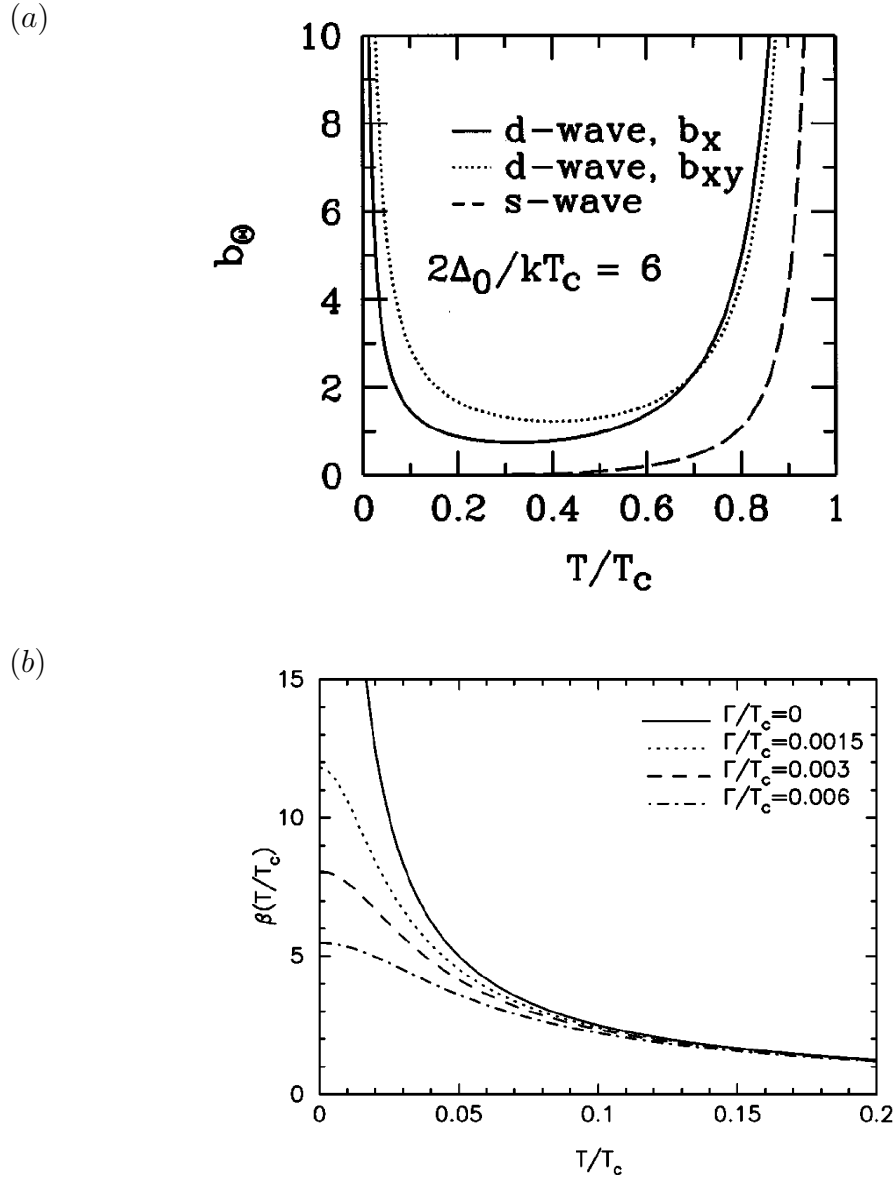 (a)
10
8
6
4
2
0
b_Θ
d-wave, b_x
d-wave, b_xy
s-wave
2Δ_0/kT_c = 6
0 0.2 0.4 0.6 0.8 1
T/T_c
(b)
15
10
5
0
β(T/T_c)
Γ/T_c=0
Γ/T_c=0.0015
Γ/T_c=0.003
Γ/T_c=0.006
0 0.05 0.1 0.15 0.2
T/T_c